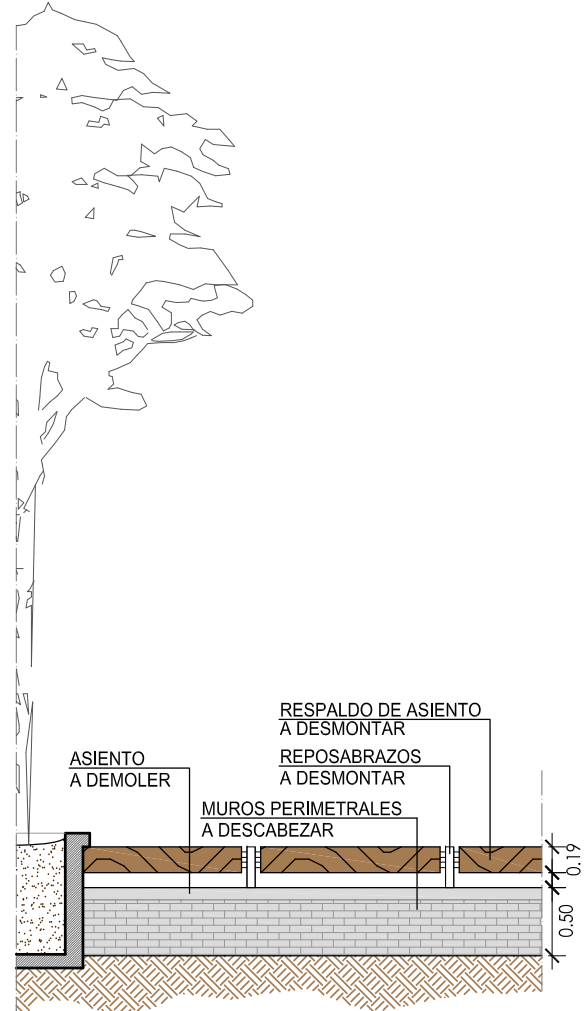 RESPALDO DE ASIENTO
A DESMONTAR
ASIENTO
A DEMOLER
REPOSABRAZOS
A DESMONTAR
MUROS PERIMETRALES
A DESCABEZAR
0.19
0.50